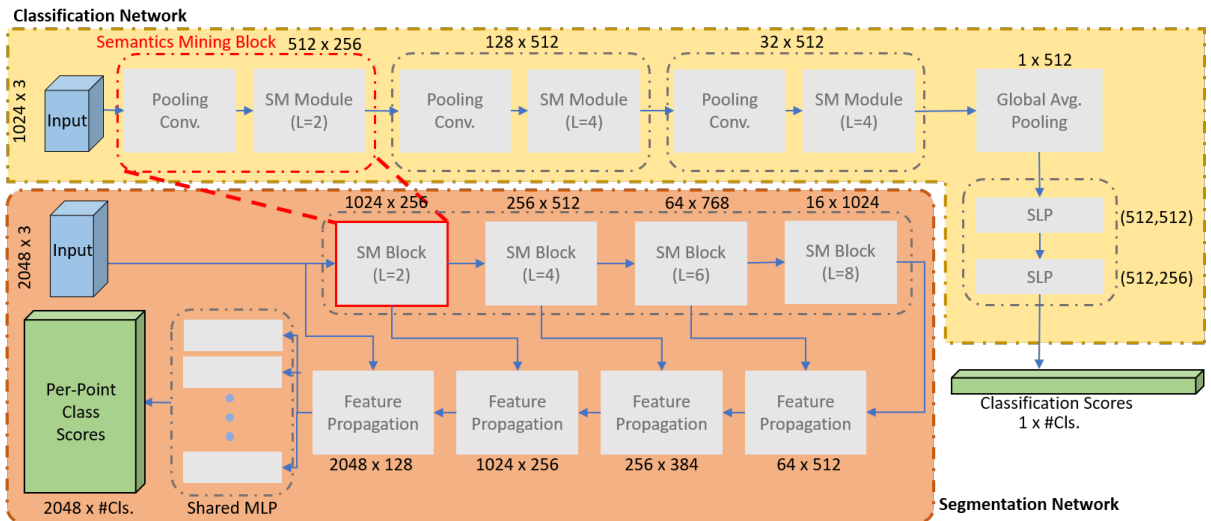 Classification Network
Semantics Mining Block
512 x 256
128 x 512
32 x 512
1 x 512
1024 x 3
Input
Pooling
Conv.
SM Module
(L=2)
Pooling
Conv.
SM Module
(L=4)
Pooling
Conv.
SM Module
(L=4)
Global Avg.
Pooling
SLP
(512,512)
SLP
(512,256)
Classification Scores
1 x #Cls.
2048 x 3
Input
1024 x 256
256 x 512
64 x 768
16 x 1024
SM Block
(L=2)
SM Block
(L=4)
SM Block
(L=6)
SM Block
(L=8)
Per-Point
Class
Scores
2048 x #Cls.
Shared MLP
Feature
Propagation
2048 x 128
Feature
Propagation
1024 x 256
Feature
Propagation
256 x 384
Feature
Propagation
64 x 512
Segmentation Network